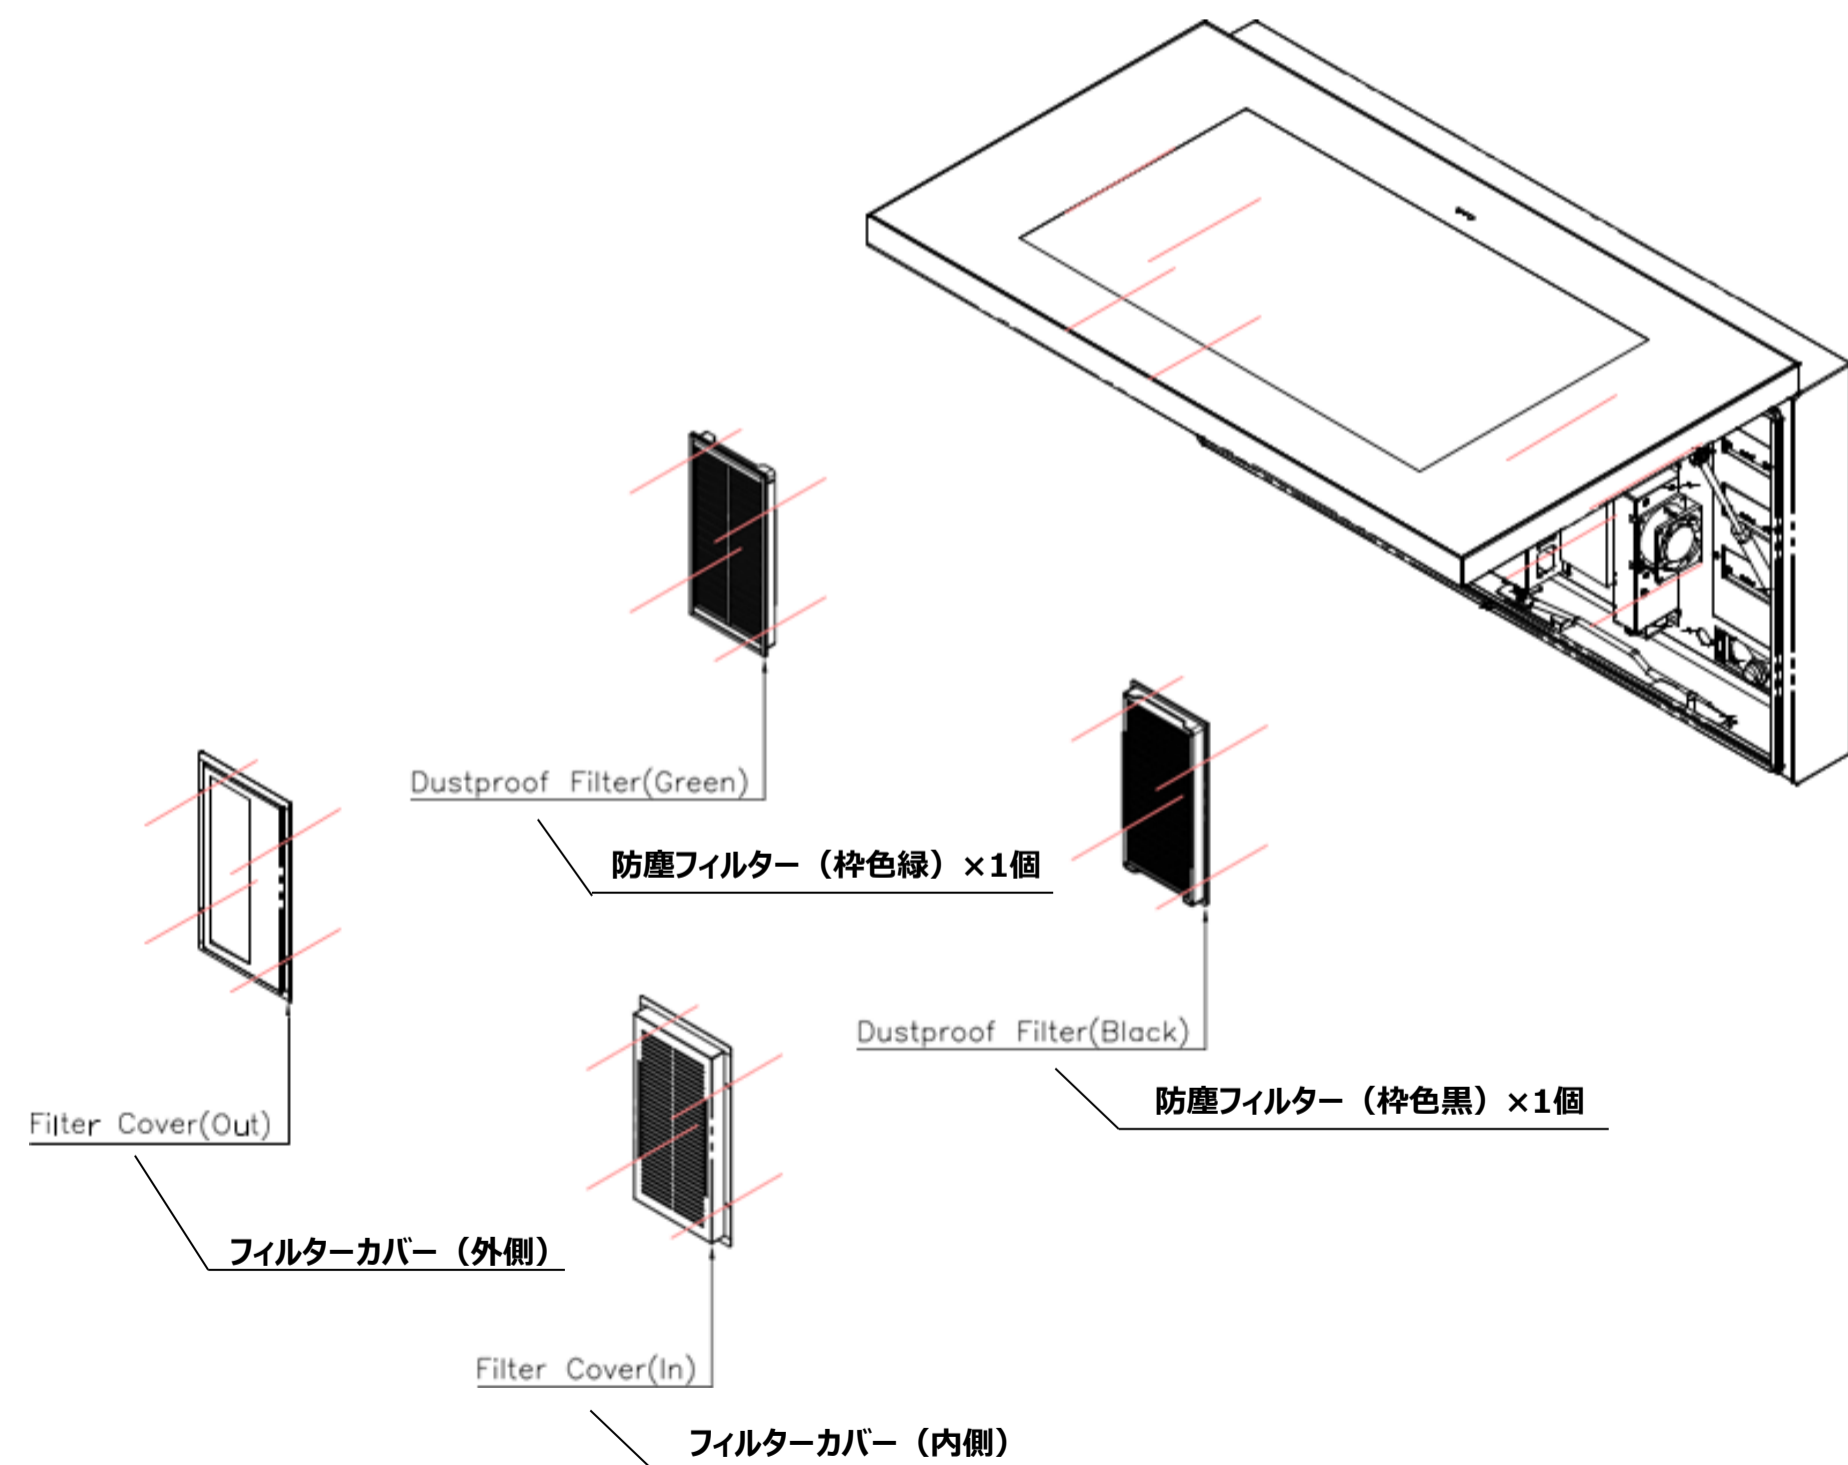 Dustproof Filter(Green)
防塵フィルター（枠色緑）×1個
Dustproof Filter(Black)
防塵フィルター（枠色黒）×1個
Filter Cover(Out)
フィルターカバー（外側）
Filter Cover(In)
フィルターカバー（内側）